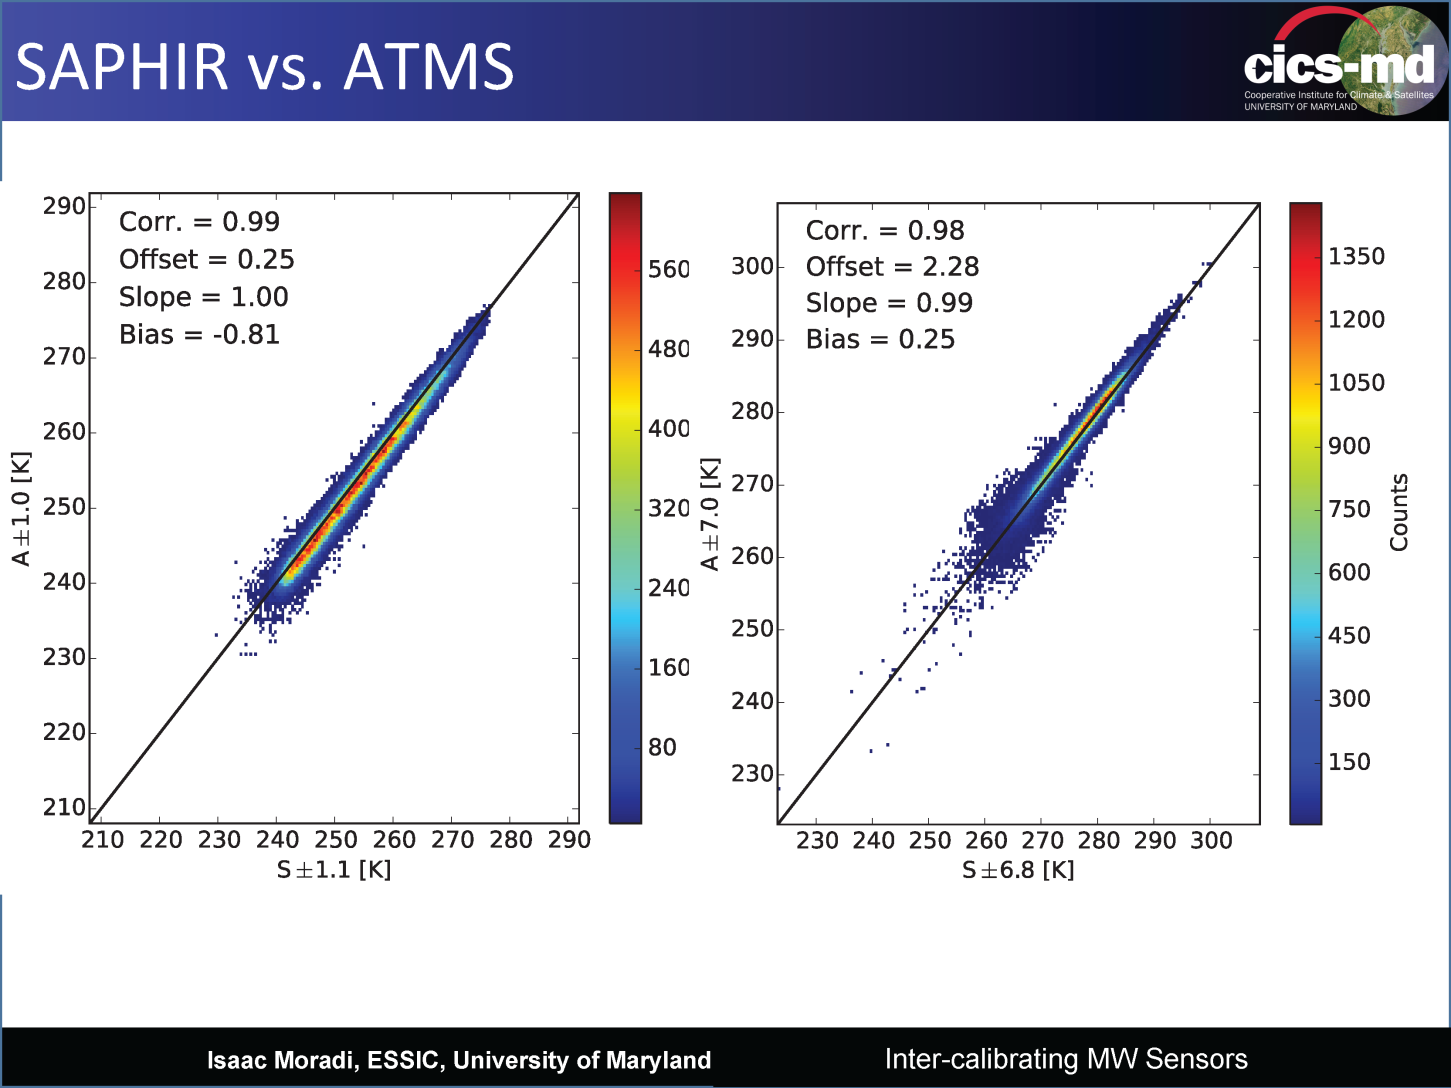 SAPHIR vs. ATMS
cics-md
Cooperative Institute for Climate & Satellites
UNIVERSITY OF MARYLAND
Corr. = 0.99
Offset = 0.25
Slope = 1.00
Bias = -0.81
290
280
270
260
250
240
230
220
210
A±1.0 [K]
210 220 230 240 250 260 270 280 290
S±1.1 [K]
560
480
400
320
240
160
80
Corr. = 0.98
Offset = 2.28
Slope = 0.99
Bias = 0.25
300
290
280
270
260
250
240
230
A±7.0 [K]
230 240 250 260 270 280 290 300
S±6.8 [K]
1350
1200
1050
900
750
600
450
300
150
Counts
Isaac Moradi, ESSIC, University of Maryland
Inter-calibrating MW Sensors